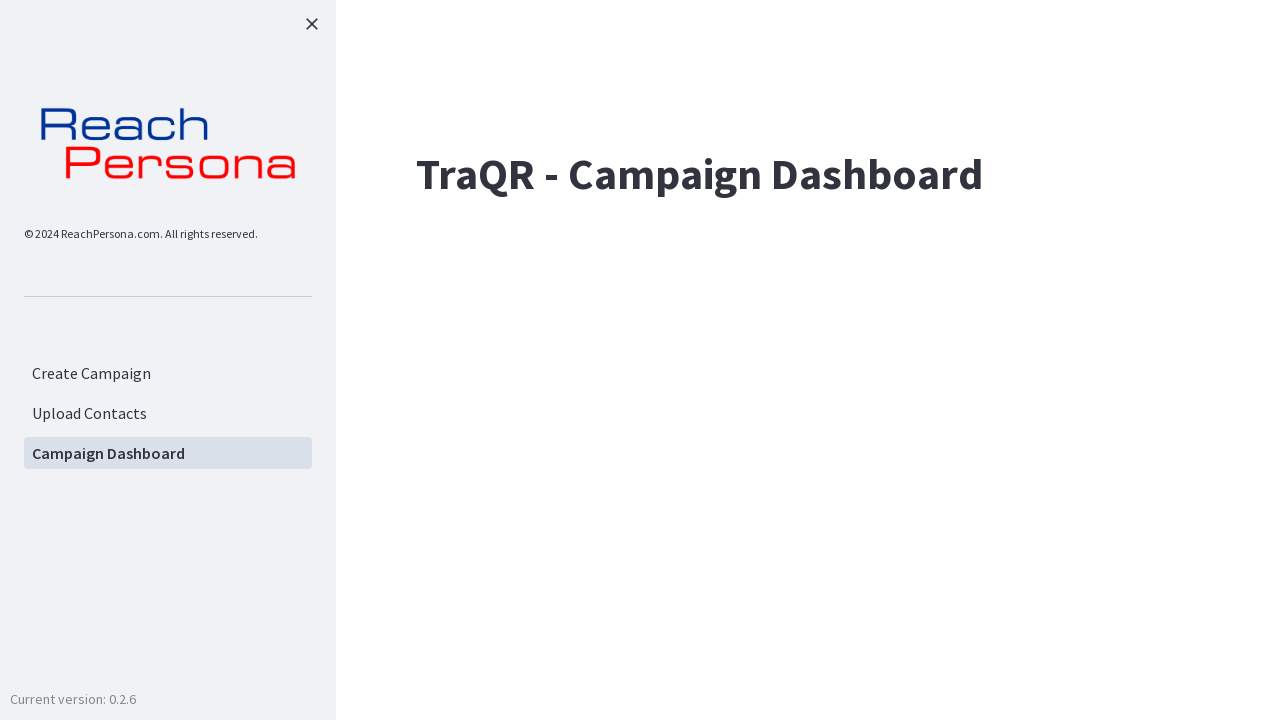 Reach
Persona
© 2024 ReachPersona.com. All rights reserved.
Create Campaign
Upload Contacts
Campaign Dashboard
Current version: 0.2.6
TraQR - Campaign Dashboard